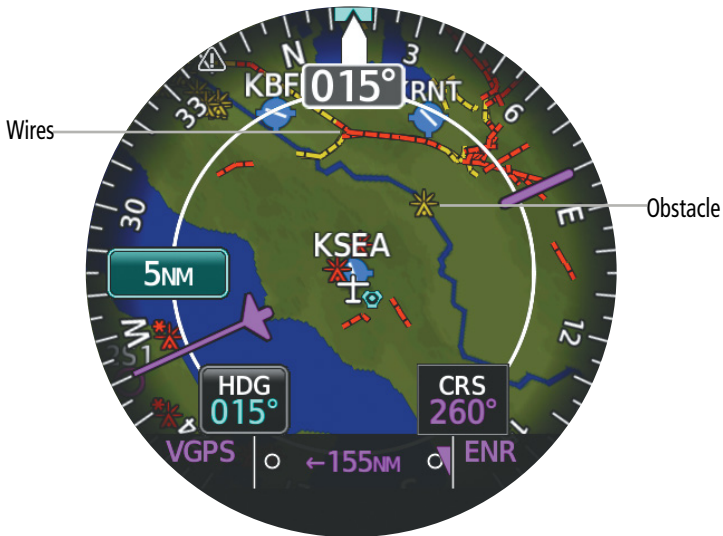 N
3
KBF
015°
RNT
33
6
Wires
30
E
Obstacle
KSEA
5NM
W
12
2S1
HDG
015°
CRS
260°
VGPS
←155NM
ENR